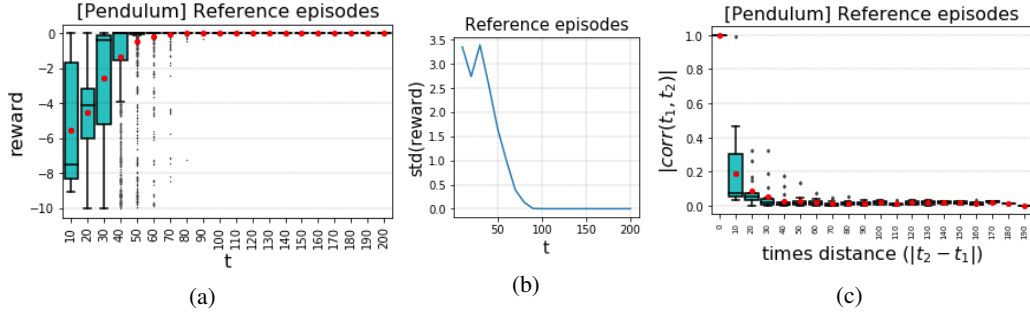 [Pendulum] Reference episodes
0
−2
−4
−6
−8
−10
reward
10 20 30 40 50 60 70 80 90 100 110 120 130 140 150 160 170 180 190 200
t
(a)
Reference episodes
3.5
3.0
2.5
2.0
1.5
1.0
0.5
0.0
std(reward)
50 100 150 200
t
(b)
[Pendulum] Reference episodes
1.0
0.8
0.6
0.4
0.2
0.0
|corr(t₁, t₂)|
0 10 20 30 40 50 60 70 80 90 100 110 120 130 140 150 160 170 180 190
times distance (|t₂ − t₁|)
(c)